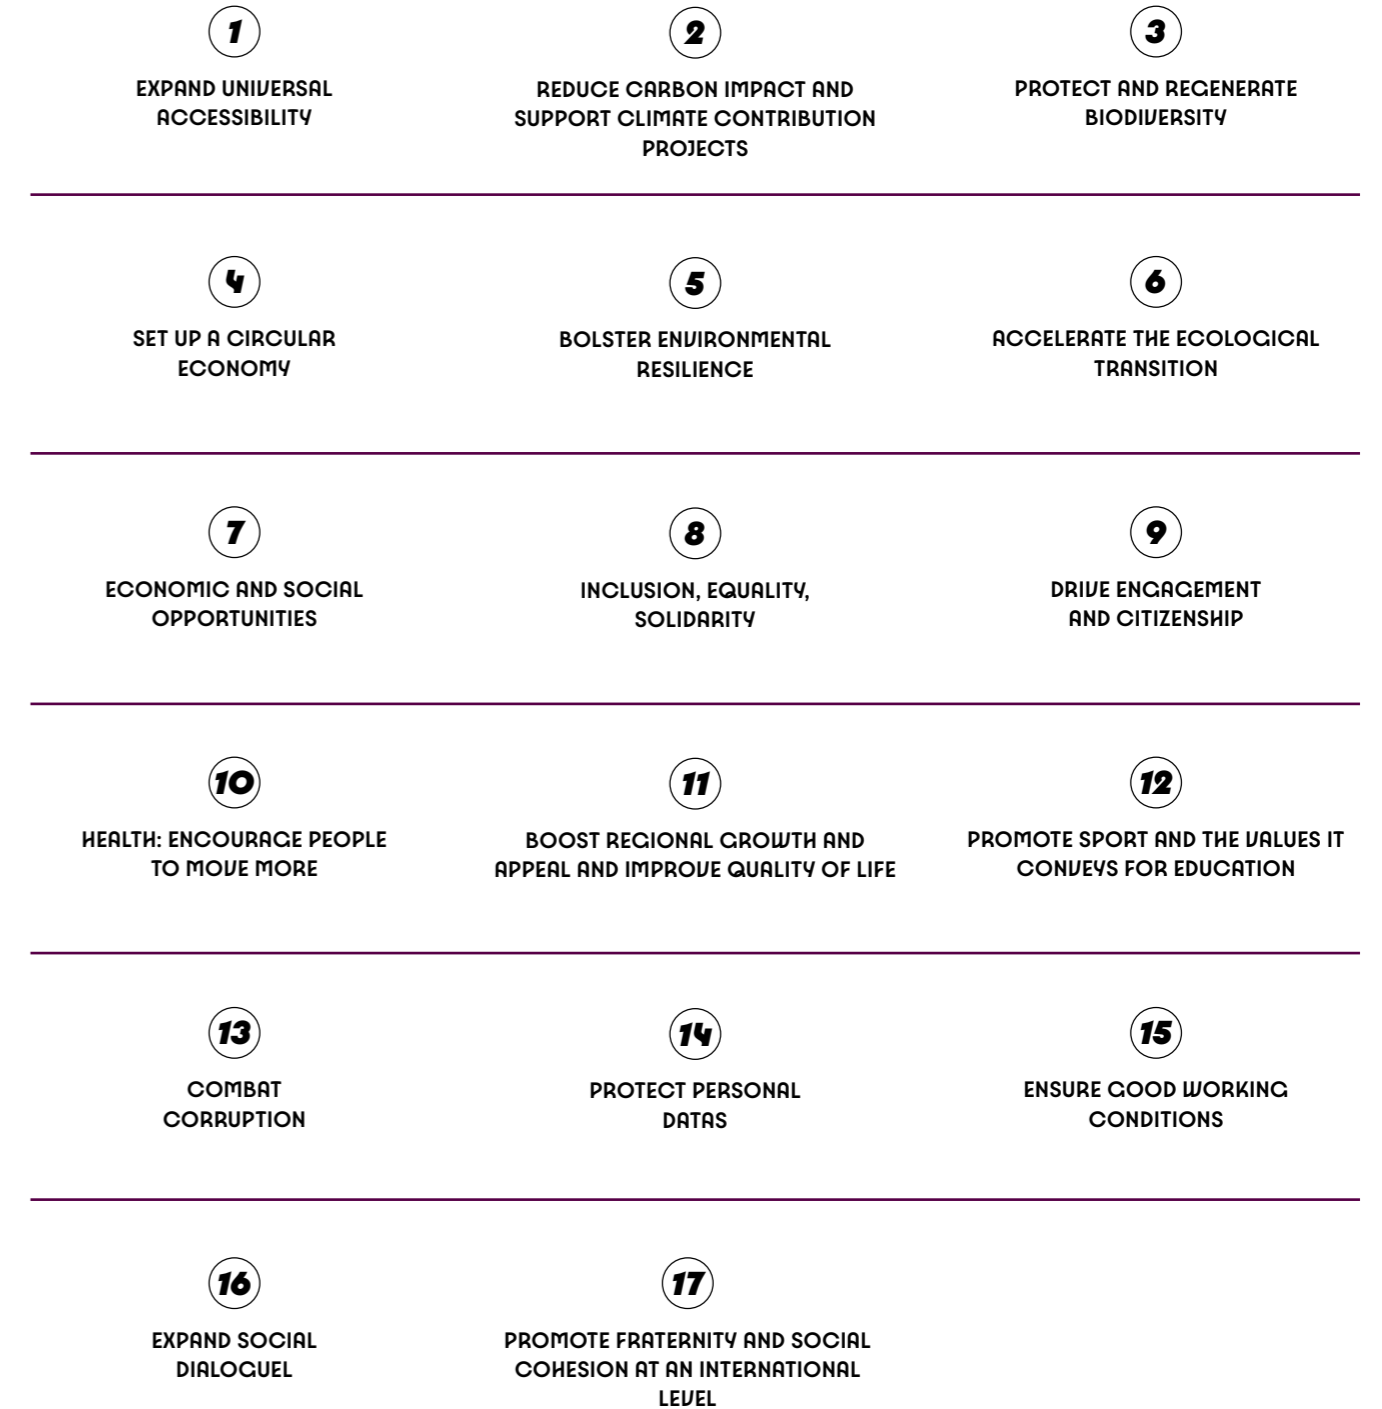 1
EXPAND UNIVERSAL
ACCESSIBILITY
2
REDUCE CARBON IMPACT AND
SUPPORT CLIMATE CONTRIBUTION
PROJECTS
3
PROTECT AND REGENERATE
BIODIVERSITY
4
SET UP A CIRCULAR
ECONOMY
5
BOLSTER ENVIRONMENTAL
RESILIENCE
6
ACCELERATE THE ECOLOGICAL
TRANSITION
7
ECONOMIC AND SOCIAL
OPPORTUNITIES
8
INCLUSION, EQUALITY,
SOLIDARITY
9
DRIVE ENGAGEMENT
AND CITIZENSHIP
10
HEALTH: ENCOURAGE PEOPLE
TO MOVE MORE
11
BOOST REGIONAL GROWTH AND
APPEAL AND IMPROVE QUALITY OF LIFE
12
PROMOTE SPORT AND THE VALUES IT
CONVEYS FOR EDUCATION
13
COMBAT
CORRUPTION
14
PROTECT PERSONAL
DATAS
15
ENSURE GOOD WORKING
CONDITIONS
16
EXPAND SOCIAL
DIALOGUEL
17
PROMOTE FRATERNITY AND SOCIAL
COHESION AT AN INTERNATIONAL
LEVEL